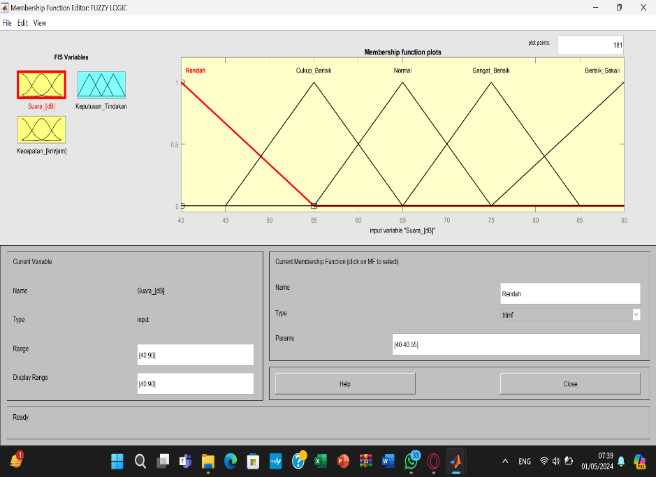 Membership Function Editor: FUZZY LOGIC
File Edit View
FIS Variables
Suara_[dB]
Keputusan_Tindakan
Kecepatan_[km/jam]
plot points:
181
Membership function plots
Rendah
Cukup_Berisik
Normal
Sangat_Berisik
Berisik_Sekali
1
0.5
0
40 45 50 55 60 65 70 75 80 85 90
input variable "Suara_[dB]"
Current Variable
Name
Suara_[dB]
Type
input
Range
[40 90]
Display Range
[40 90]
Current Membership Function (click on MF to select)
Name
Rendah
Type
trimf
Params
[40 40 55]
Help
Close
Ready
ENG
07:39
01/05/2024